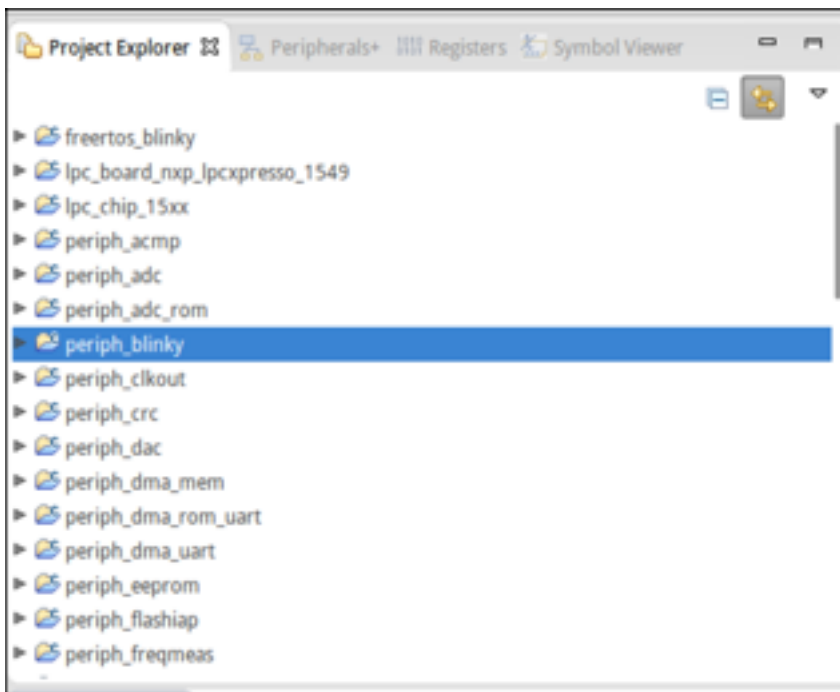 Project Explorer Peripherals+ Registers Symbol Viewer
freertos_blinky
lpc_board_nxp_lpcxpresso_1549
lpc_chip_15xx
periph_acmp
periph_adc
periph_adc_rom
periph_blinky
periph_clkout
periph_crc
periph_dac
periph_dma_mem
periph_dma_rom_uart
periph_dma_uart
periph_eeprom
periph_flashiap
periph_freqmeas